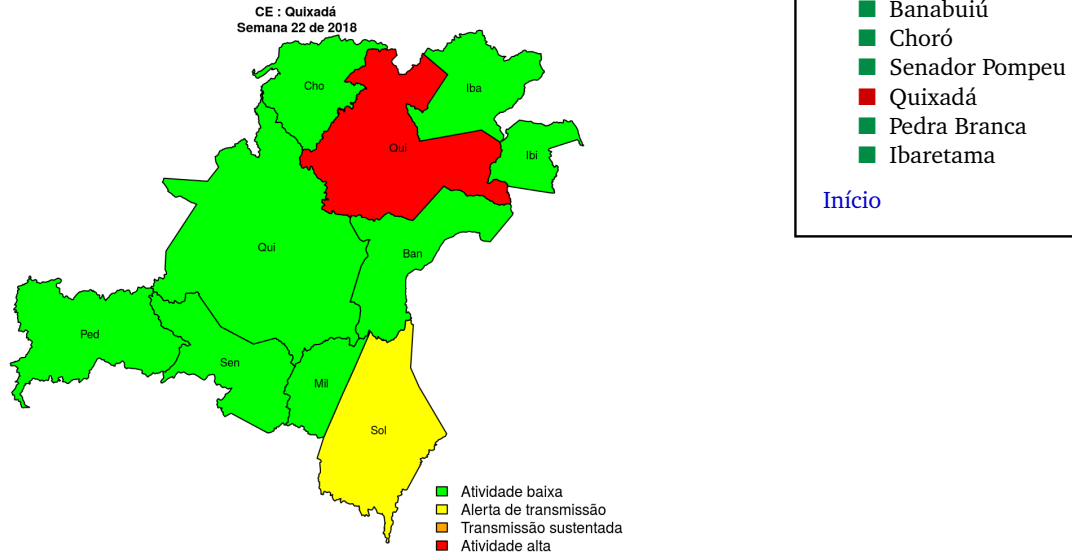 CE : Quixadá
Semana 22 de 2018
Cho
Iba
Qui
Ibi
Qui
Ban
Ped
Sen
Mil
Sol
Atividade baixa
Alerta de transmissão
Transmissão sustentada
Atividade alta
Banabuiú
Choró
Senador Pompeu
Quixadá
Pedra Branca
Ibaretama
Início